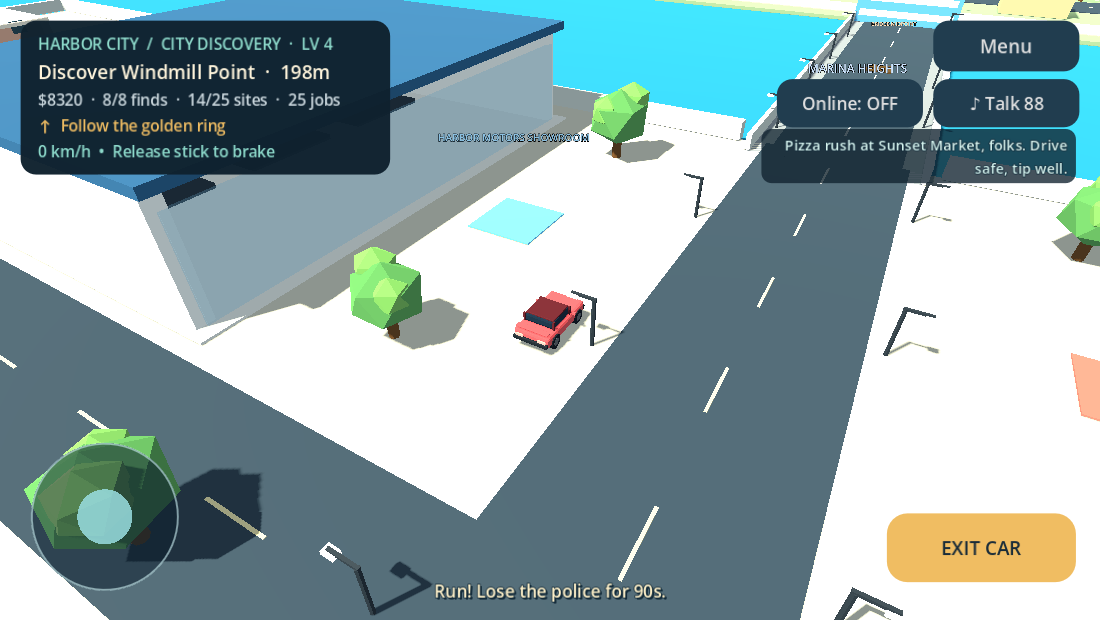 HARBOR CITY / CITY DISCOVERY · LV 4
Discover Windmill Point · 198m
$8320 · 8/8 finds · 14/25 sites · 25 jobs
↑ Follow the golden ring
0 km/h • Release stick to brake
Menu
MARINA HEIGHTS
Online: OFF
♪ Talk 88
HARBOR MOTORS SHOWROOM
Pizza rush at Sunset Market, folks. Drive
safe, tip well.
EXIT CAR
Run! Lose the police for 90s.